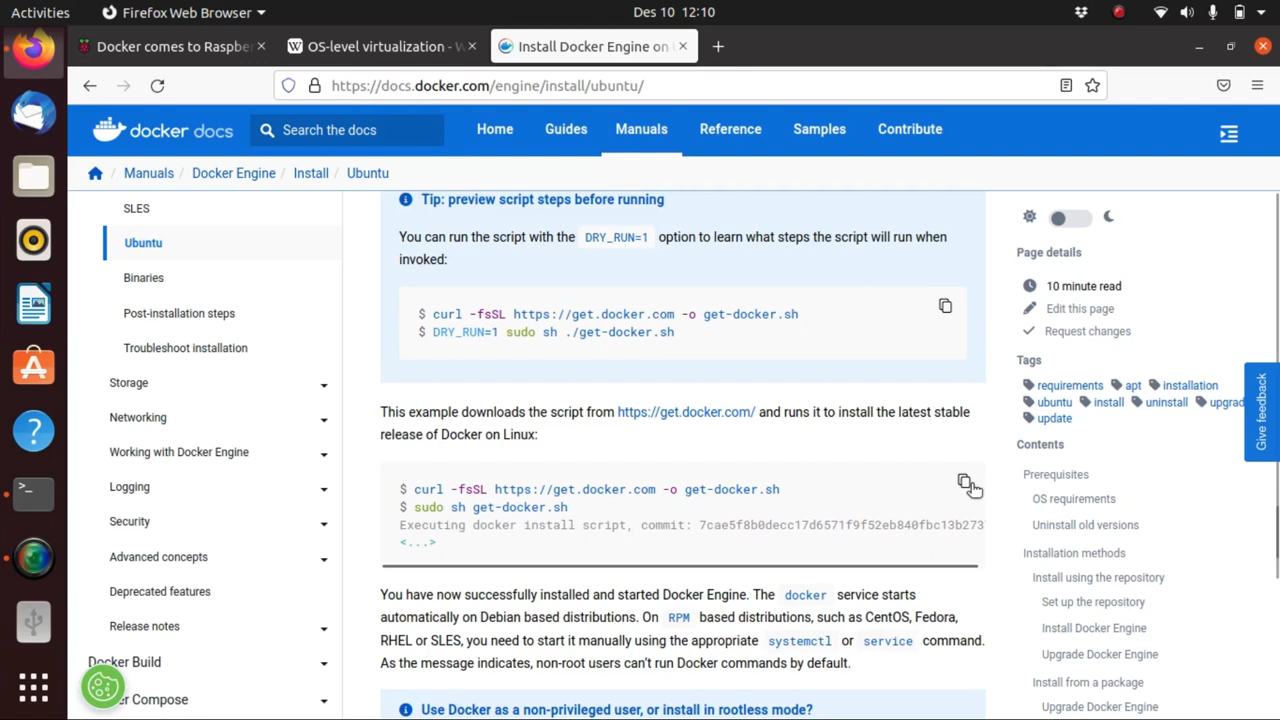 Activities
Firefox Web Browser
Des 10 12:10
Docker comes to Raspber
OS-level virtualization - W
Install Docker Engine on U
https://docs.docker.com/engine/install/ubuntu/
docker docs
Search the docs
Home
Guides
Manuals
Reference
Samples
Contribute
/ Manuals / Docker Engine / Install / Ubuntu
SLES
Ubuntu
Binaries
Post-installation steps
Troubleshoot installation
Storage
Networking
Working with Docker Engine
Logging
Security
Advanced concepts
Deprecated features
Release notes
Docker Build
er Compose
Tip: preview script steps before running
You can run the script with the DRY_RUN=1 option to learn what steps the script will run when
invoked:
$ curl -fsSL https://get.docker.com -o get-docker.sh
$ DRY_RUN=1 sudo sh ./get-docker.sh
This example downloads the script from https://get.docker.com/ and runs it to install the latest stable
release of Docker on Linux:
$ curl -fsSL https://get.docker.com -o get-docker.sh
$ sudo sh get-docker.sh
Executing docker install script, commit: 7cae5f8b0decc17d6571f9f52eb840fbc13b273
<...>
You have now successfully installed and started Docker Engine. The docker service starts
automatically on Debian based distributions. On RPM based distributions, such as CentOS, Fedora,
RHEL or SLES, you need to start it manually using the appropriate systemctl or service command.
As the message indicates, non-root users can't run Docker commands by default.
Use Docker as a non-privileged user, or install in rootless mode?
Page details
10 minute read
Edit this page
Request changes
Tags
requirements apt installation
ubuntu install uninstall upgrad
update
Contents
Prerequisites
OS requirements
Uninstall old versions
Installation methods
Install using the repository
Set up the repository
Install Docker Engine
Upgrade Docker Engine
Install from a package
Upgrade Docker Engine
Give feedback